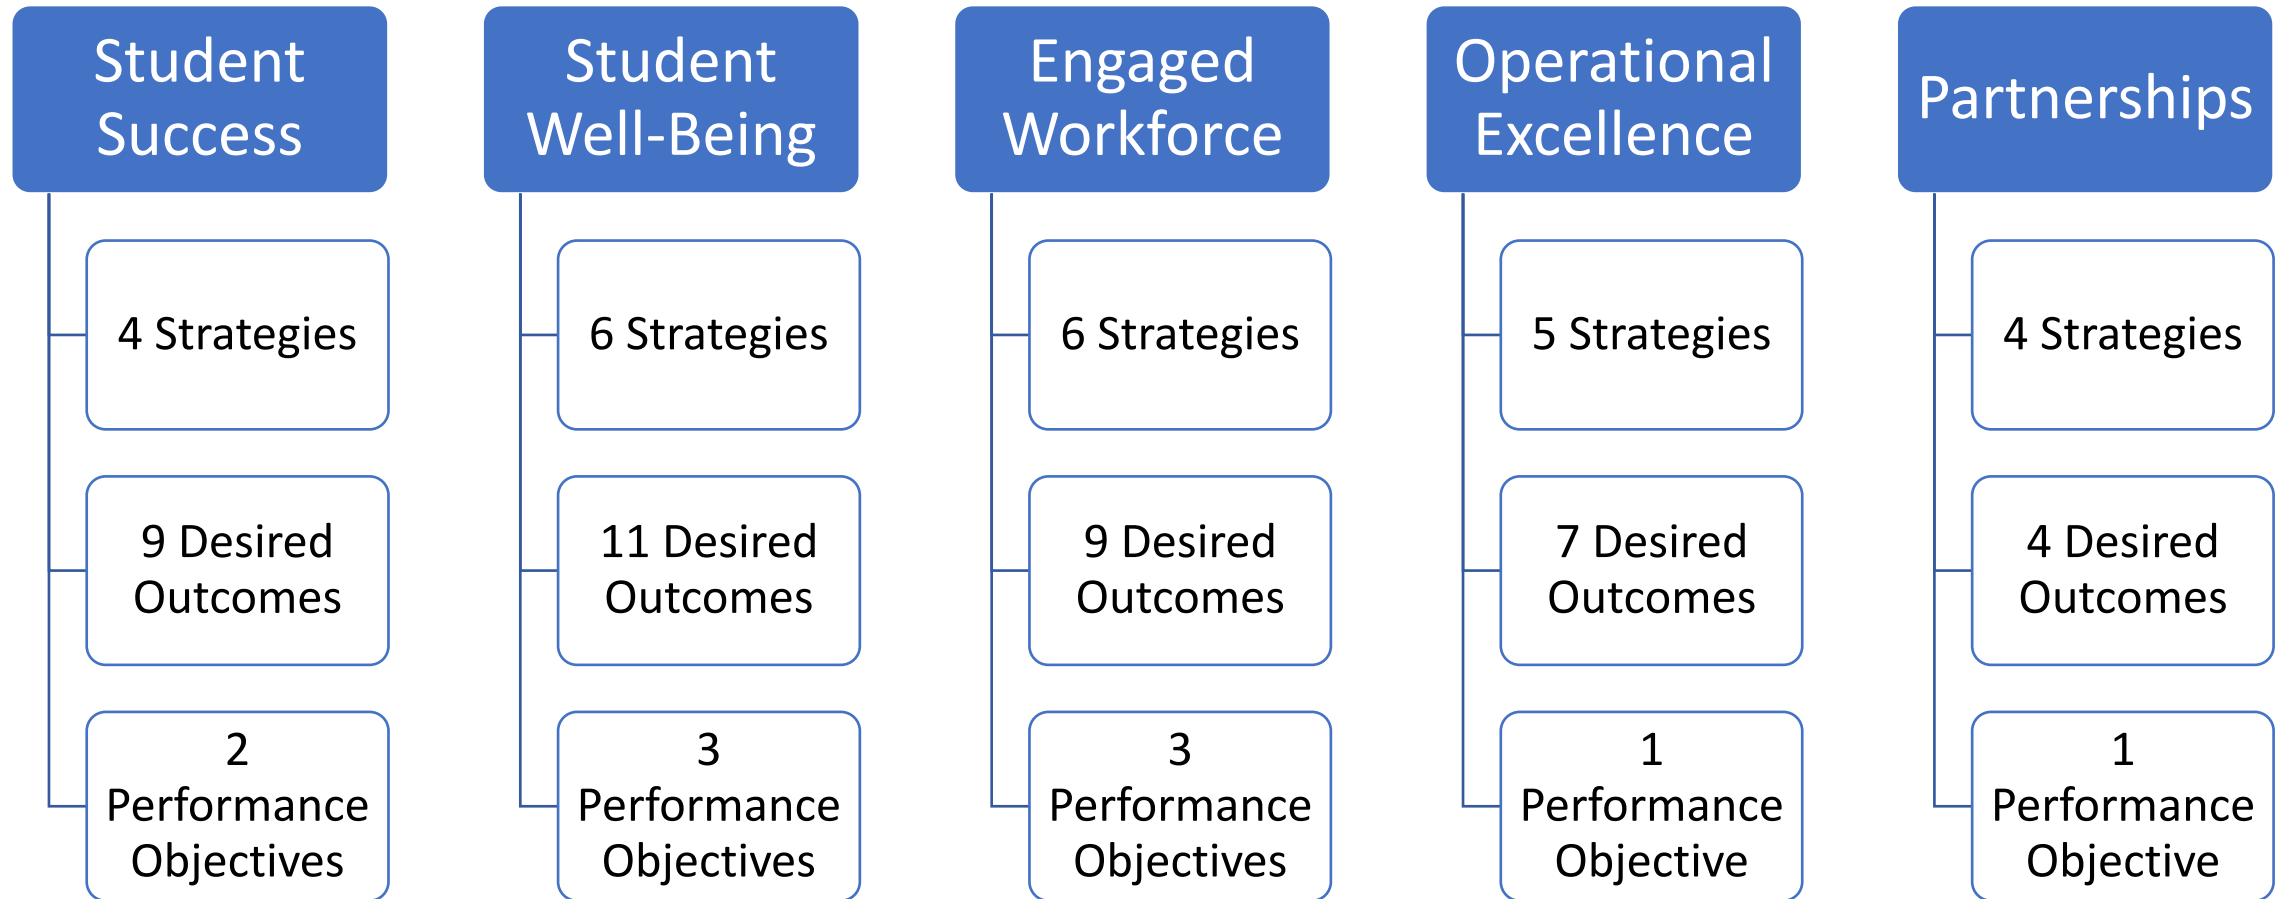 Student
Success
4 Strategies
9 Desired
Outcomes
2
Performance
Objectives
Student
Well-Being
6 Strategies
11 Desired
Outcomes
3
Performance
Objectives
Engaged
Workforce
6 Strategies
9 Desired
Outcomes
3
Performance
Objectives
Operational
Excellence
5 Strategies
7 Desired
Outcomes
1
Performance
Objective
Partnerships
4 Strategies
4 Desired
Outcomes
1
Performance
Objective